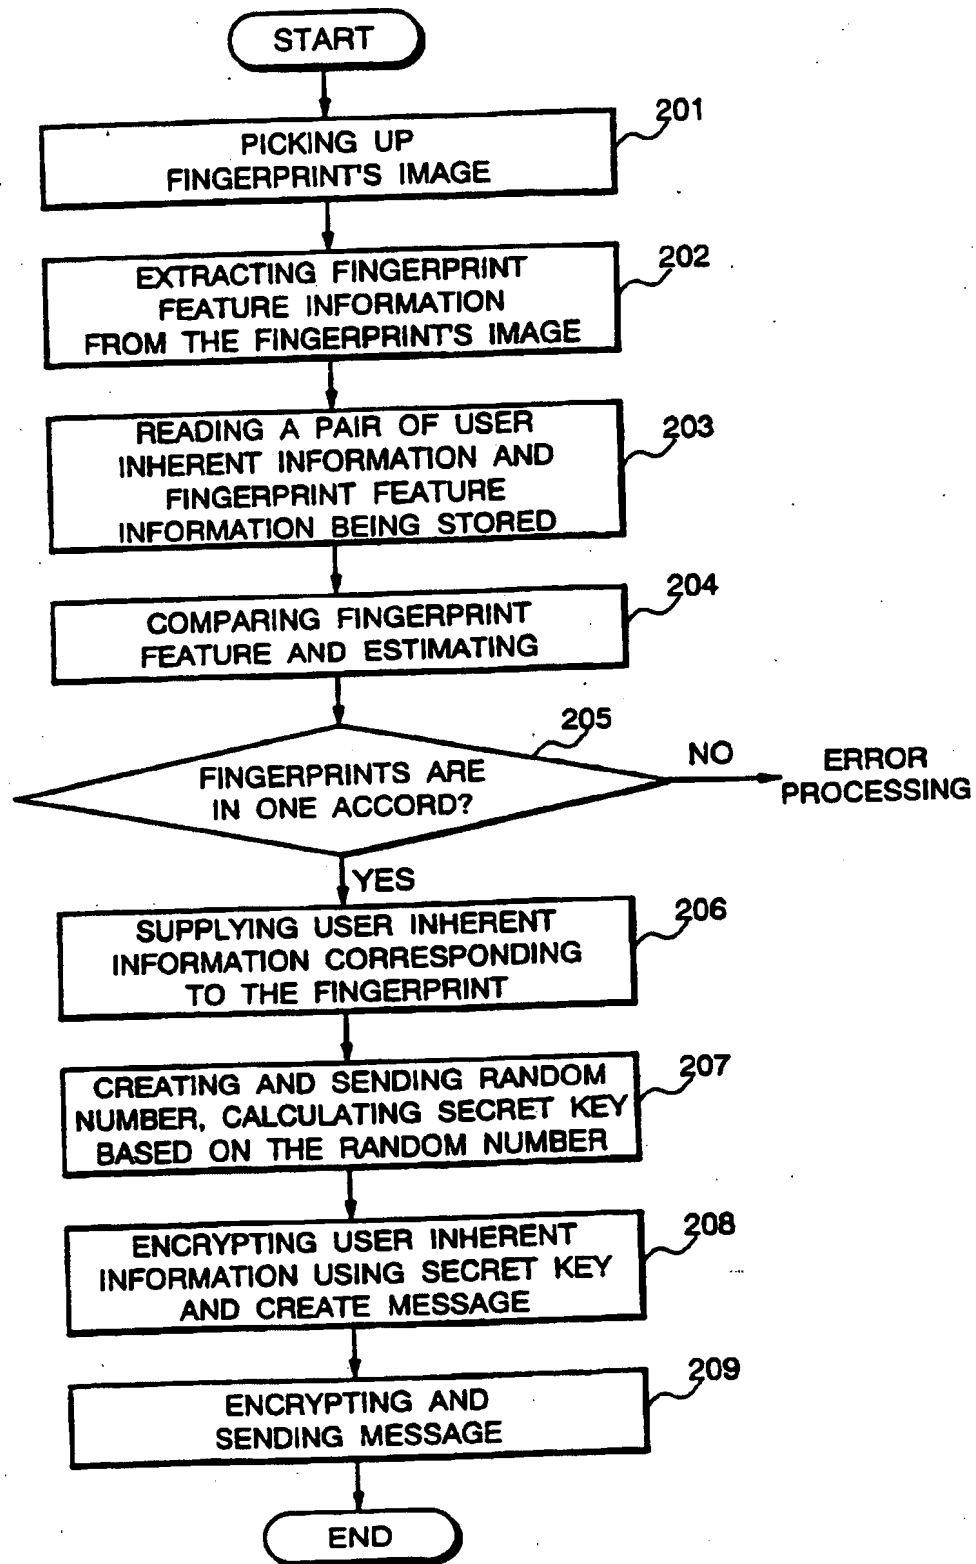 START
201
PICKING UP
FINGERPRINT'S IMAGE
202
EXTRACTING FINGERPRINT
FEATURE INFORMATION
FROM THE FINGERPRINT'S IMAGE
203
READING A PAIR OF USER
INHERENT INFORMATION AND
FINGERPRINT FEATURE
INFORMATION BEING STORED
204
COMPARING FINGERPRINT
FEATURE AND ESTIMATING
205
FINGERPRINTS ARE
IN ONE ACCORD?
NO
ERROR
PROCESSING
YES
206
SUPPLYING USER INHERENT
INFORMATION CORRESPONDING
TO THE FINGERPRINT
207
CREATING AND SENDING RANDOM
NUMBER, CALCULATING SECRET KEY
BASED ON THE RANDOM NUMBER
208
ENCRYPTING USER INHERENT
INFORMATION USING SECRET KEY
AND CREATE MESSAGE
209
ENCRYPTING AND
SENDING MESSAGE
END